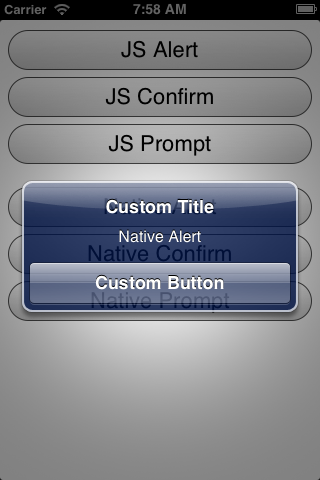 Carrier 7:58 AM
JS Alert
JS Confirm
JS Prompt
Custom Title
Native Alert
Native Confirm
Custom Button
Native Prompt